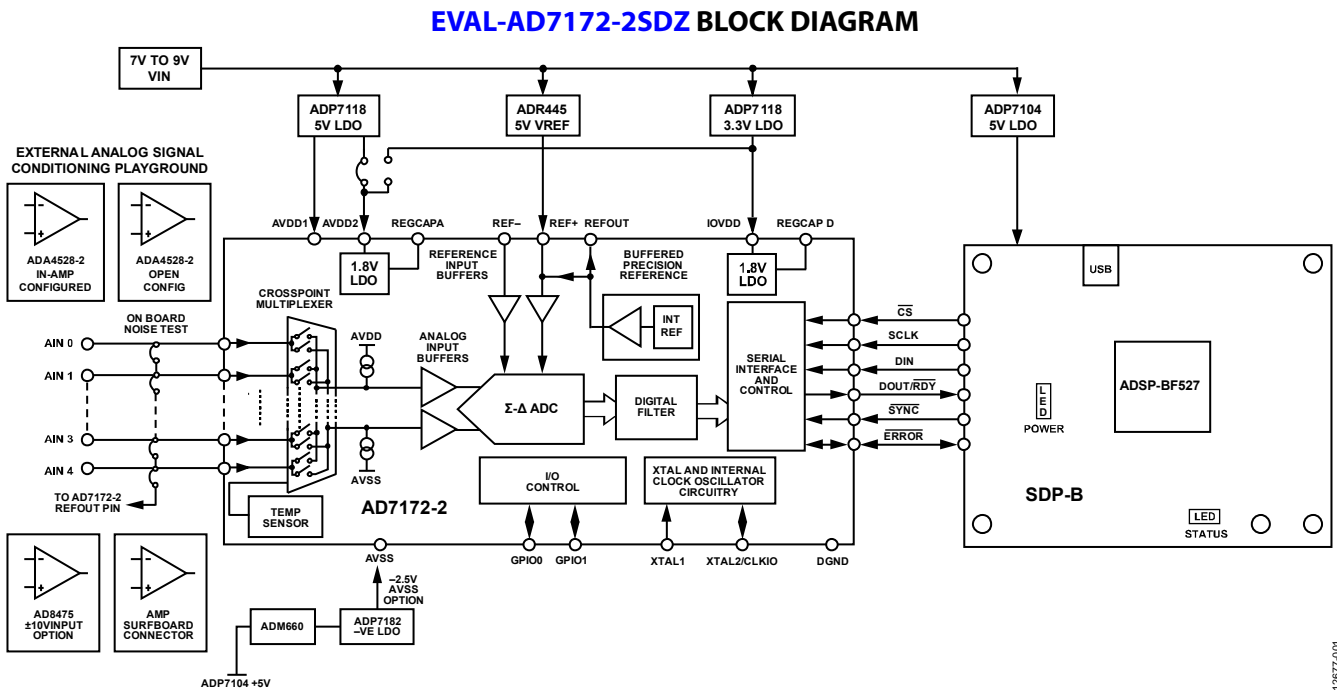 EVAL-AD7172-2SDZ BLOCK DIAGRAM
7V TO 9V
VIN
ADP7118
5V LDO
ADR445
5V VREF
ADP7118
3.3V LDO
ADP7104
5V LDO
EXTERNAL ANALOG SIGNAL
CONDITIONING PLAYGROUND
ADA4528-2
IN-AMP
CONFIGURED
ADA4528-2
OPEN
CONFIG
AVDD1
AVDD2
REGCAPA
REF–
REF+
REFOUT
IOVDD
REGCAP D
1.8V
LDO
REFERENCE
INPUT
BUFFERS
BUFFERED
PRECISION
REFERENCE
1.8V
LDO
INT
REF
CROSSPOINT
MULTIPLEXER
ON BOARD
NOISE TEST
AIN 0
AIN 1
AIN 3
AIN 4
TO AD7172-2
REFOUT PIN
AVDD
ANALOG
INPUT
BUFFERS
AVSS
Σ-Δ ADC
DIGITAL
FILTER
SERIAL
INTERFACE
AND
CONTROL
CS
SCLK
DIN
DOUT/RDY
SYNC
ERROR
USB
LED
POWER
ADSP-BF527
SDP-B
LED
STATUS
TEMP
SENSOR
AD7172-2
I/O
CONTROL
XTAL AND INTERNAL
CLOCK OSCILLATOR
CIRCUITRY
AVSS
GPIO0
GPIO1
XTAL1
XTAL2/CLKIO
DGND
AD8475
±10VINPUT
OPTION
AMP
SURFBOARD
CONNECTOR
–2.5V
AVSS
OPTION
ADM660
ADP7182
–VE LDO
ADP7104 +5V
12677-001